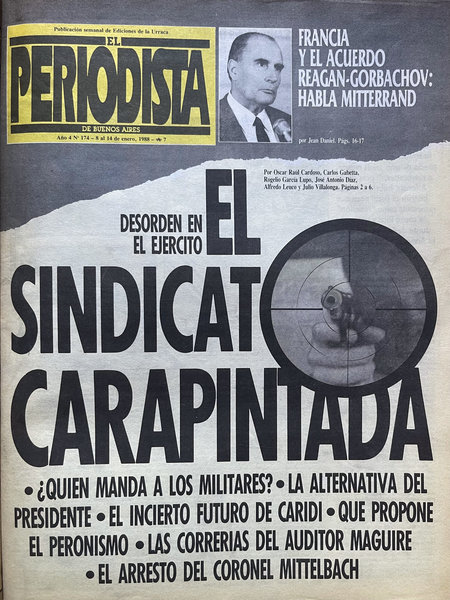 Publicación semanal de Ediciones de la Urraca
EL
PERIODISTA
DE BUENOS AIRES
Año 4 Nº 174 – 8 al 14 de enero, 1988 – ₳ 7
FRANCIA
Y EL ACUERDO
REAGAN-GORBACHOV:
HABLA MITTERRAND
por Jean Daniel. Págs. 16-17
Por Oscar Raúl Cardoso, Carlos Gabetta,
Rogelio García Lupo, José Antonio Díaz,
Alfredo Leuco y Julio Villalonga. Páginas 2 a 6.
DESORDEN EN
EL EJERCITO
EL
SINDICATO
CARAPINTADA
• ¿QUIEN MANDA A LOS MILITARES? • LA ALTERNATIVA DEL
PRESIDENTE • EL INCIERTO FUTURO DE CARIDI • QUE PROPONE
EL PERONISMO • LAS CORRERIAS DEL AUDITOR MAGUIRE
• EL ARRESTO DEL CORONEL MITTELBACH